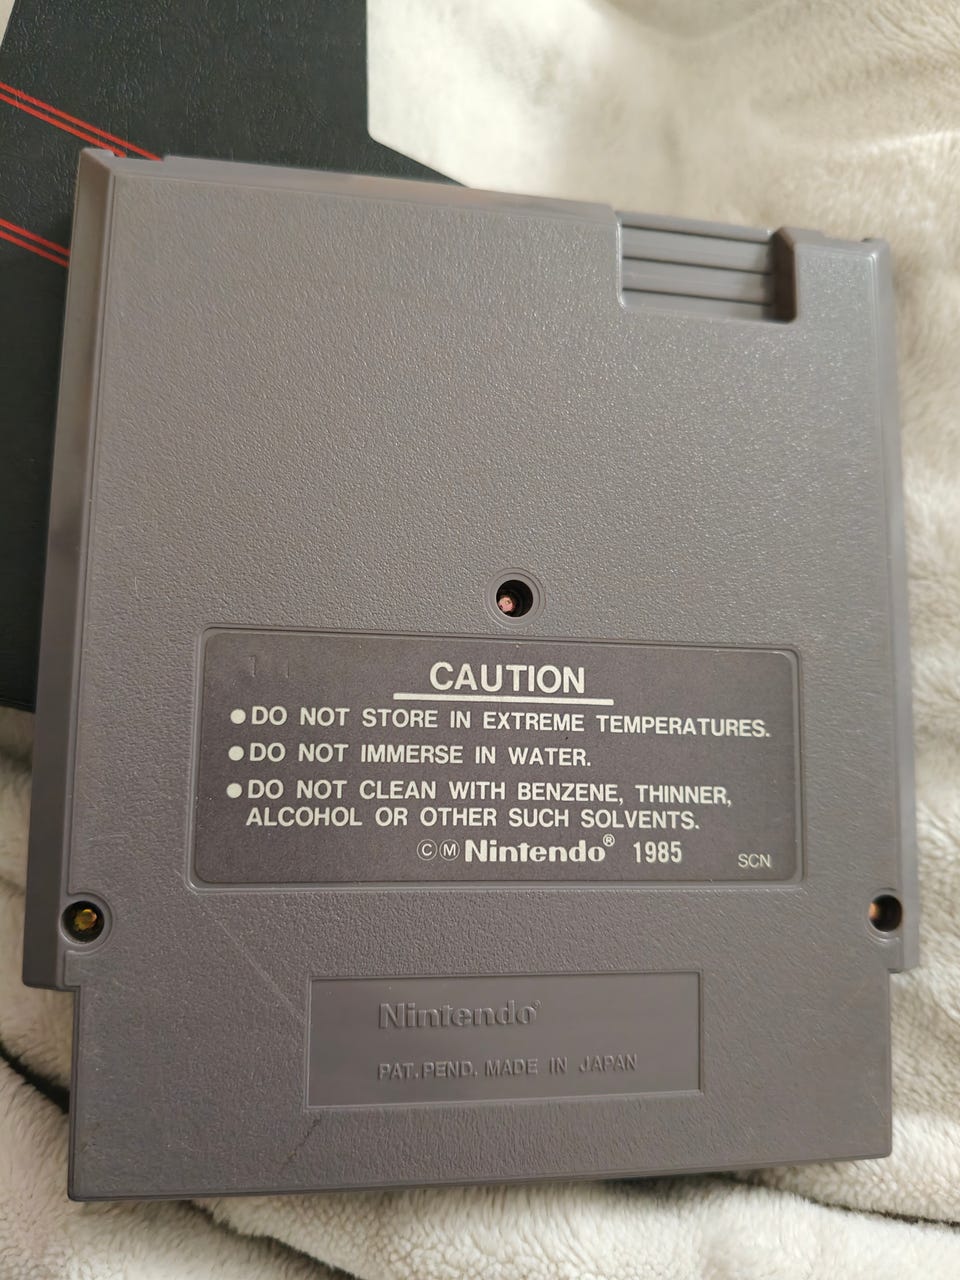 CAUTION
●DO NOT STORE IN EXTREME TEMPERATURES.
●DO NOT IMMERSE IN WATER.
●DO NOT CLEAN WITH BENZENE, THINNER,
ALCOHOL OR OTHER SUCH SOLVENTS.
ⒸⓂNintendo® 1985 SCN
Nintendo®
PAT. PEND. MADE IN JAPAN